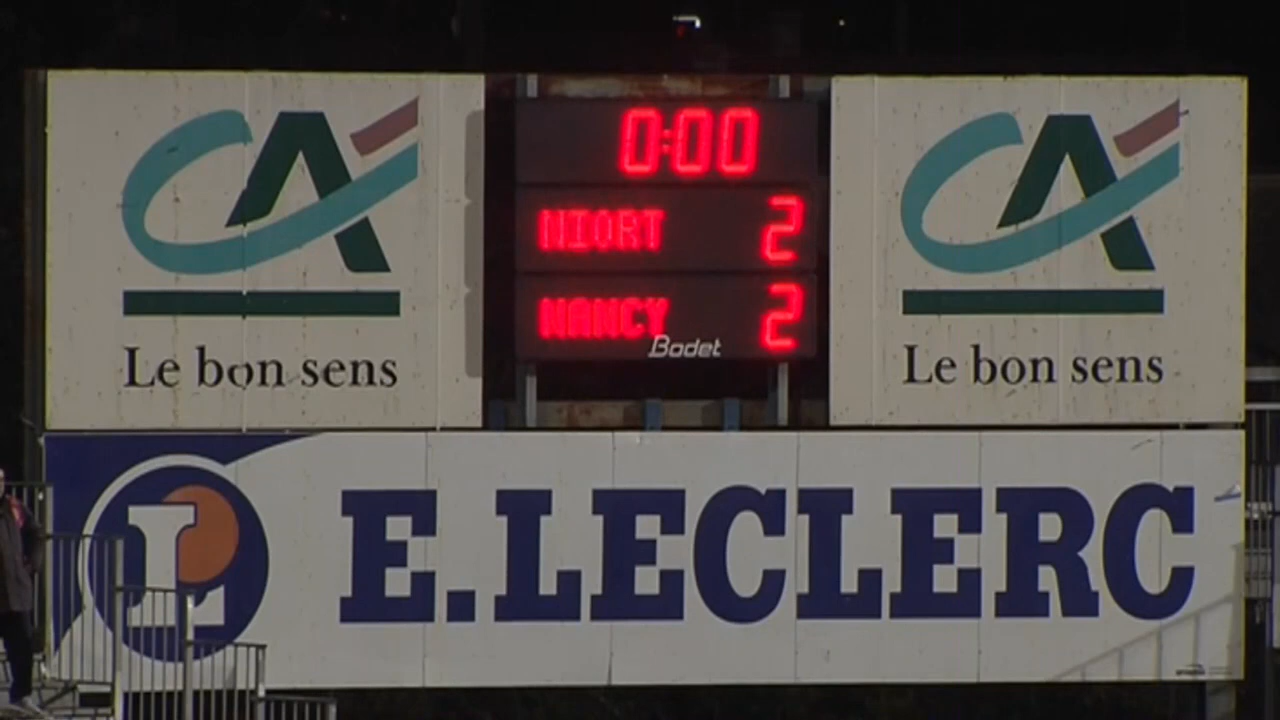 CA
Le bon sens
0:00
NIORT 2
NANCY 2
Bodet
CA
Le bon sens
L E.LECLERC